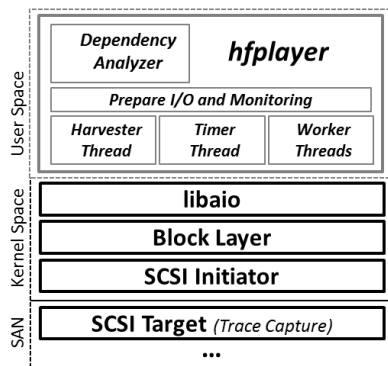 User Space
Dependency
Analyzer
hfplayer
Prepare I/O and Monitoring
Harvester
Thread
Timer
Thread
Worker
Threads
Kernel Space
libaio
Block Layer
SCSI Initiator
SAN
SCSI Target (Trace Capture)
...